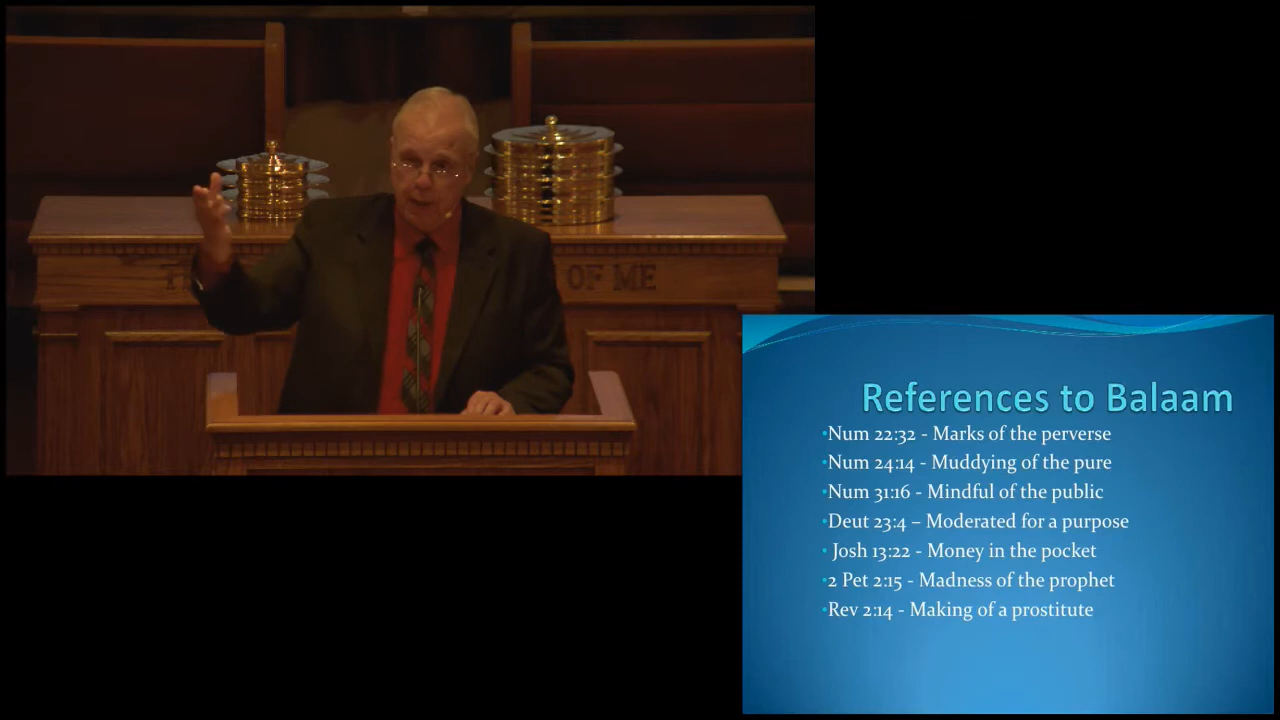 OF ME
References to Balaam
•Num 22:32 - Marks of the perverse
•Num 24:14 - Muddying of the pure
•Num 31:16 - Mindful of the public
•Deut 23:4 – Moderated for a purpose
• Josh 13:22 - Money in the pocket
•2 Pet 2:15 - Madness of the prophet
•Rev 2:14 - Making of a prostitute